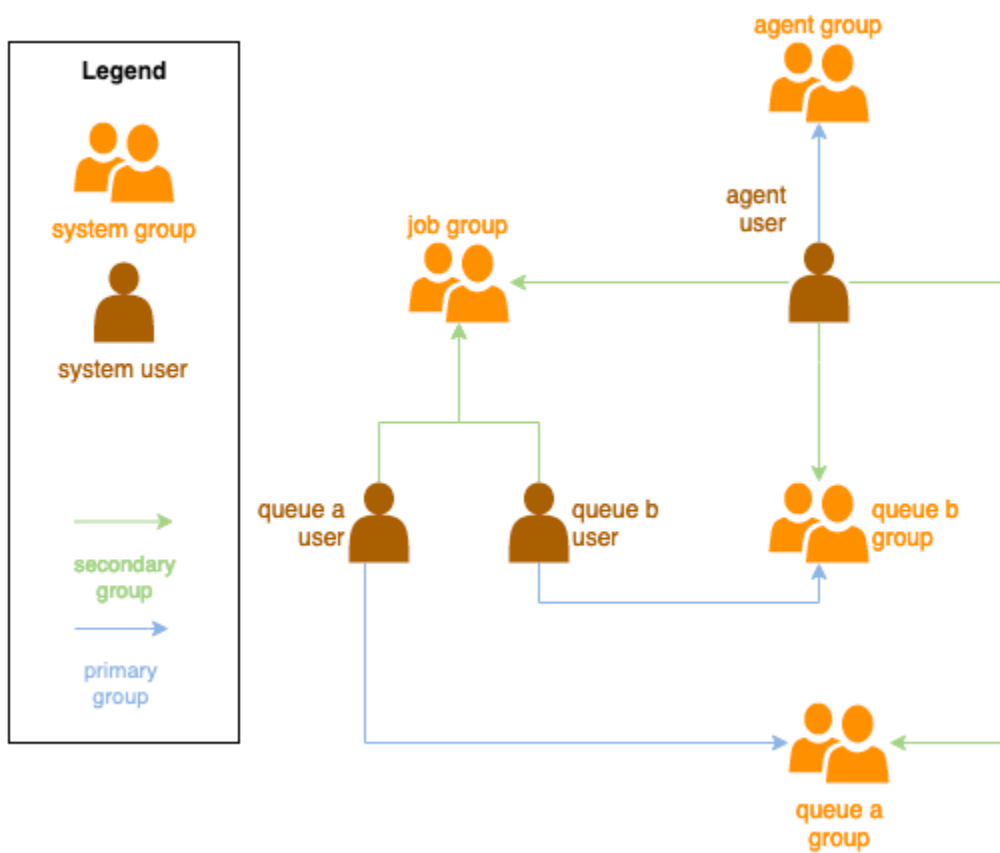 Legend
system group
system user
secondary
group
primary
group
agent group
agent
user
job group
queue a
user
queue b
user
queue b
group
queue a
group